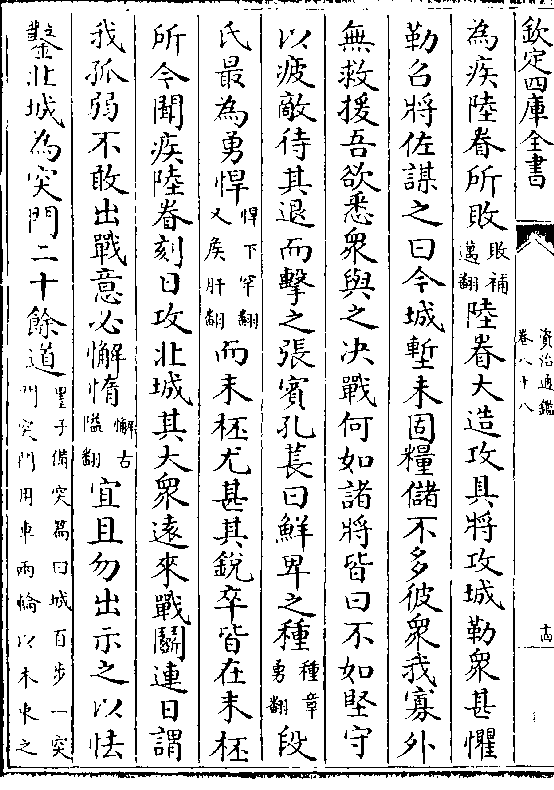 欽定四庫全書
資治通鑑
卷八十八
十四
為疾陸眷所敗敗補邁翻陸眷大造攻具將攻城勒衆甚懼
勒召將佐謀之曰今城塹未固糧儲不多彼衆我寡外
無救援吾欲悉衆與之决戰何如諸將皆曰不如堅守
以疲敵待其退而擊之張賓孔萇曰鮮卑之種種章勇翻段
氏最為勇悍悍下罕翻又矦肝翻而末柸尤甚其銳卒皆在末柸
所今聞疾陸眷刻日攻北城其大衆遠來戰鬭連日謂
我孤弱不敢出戰意必懈惰懈古隘翻宜且勿出示之以怯
鑿北城為突門二十餘道墨子備突篇曰城百步一突門突門用車兩輪以木束之